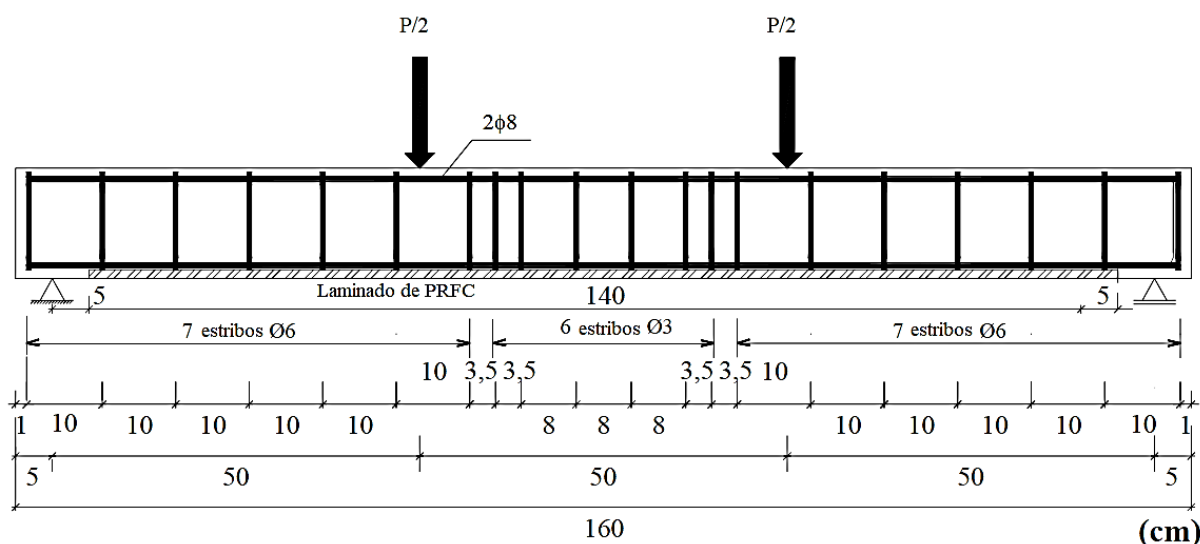 P/2 P/2
2ϕ8
5 Laminado de PRFC 140 5
7 estribos Ø6 6 estribos Ø3 7 estribos Ø6
10 3,5 3,5 3,5 3,5 10
1 10 10 10 10 10 8 8 8 10 10 10 10 10 1
5 50 50 50 5
160 (cm)